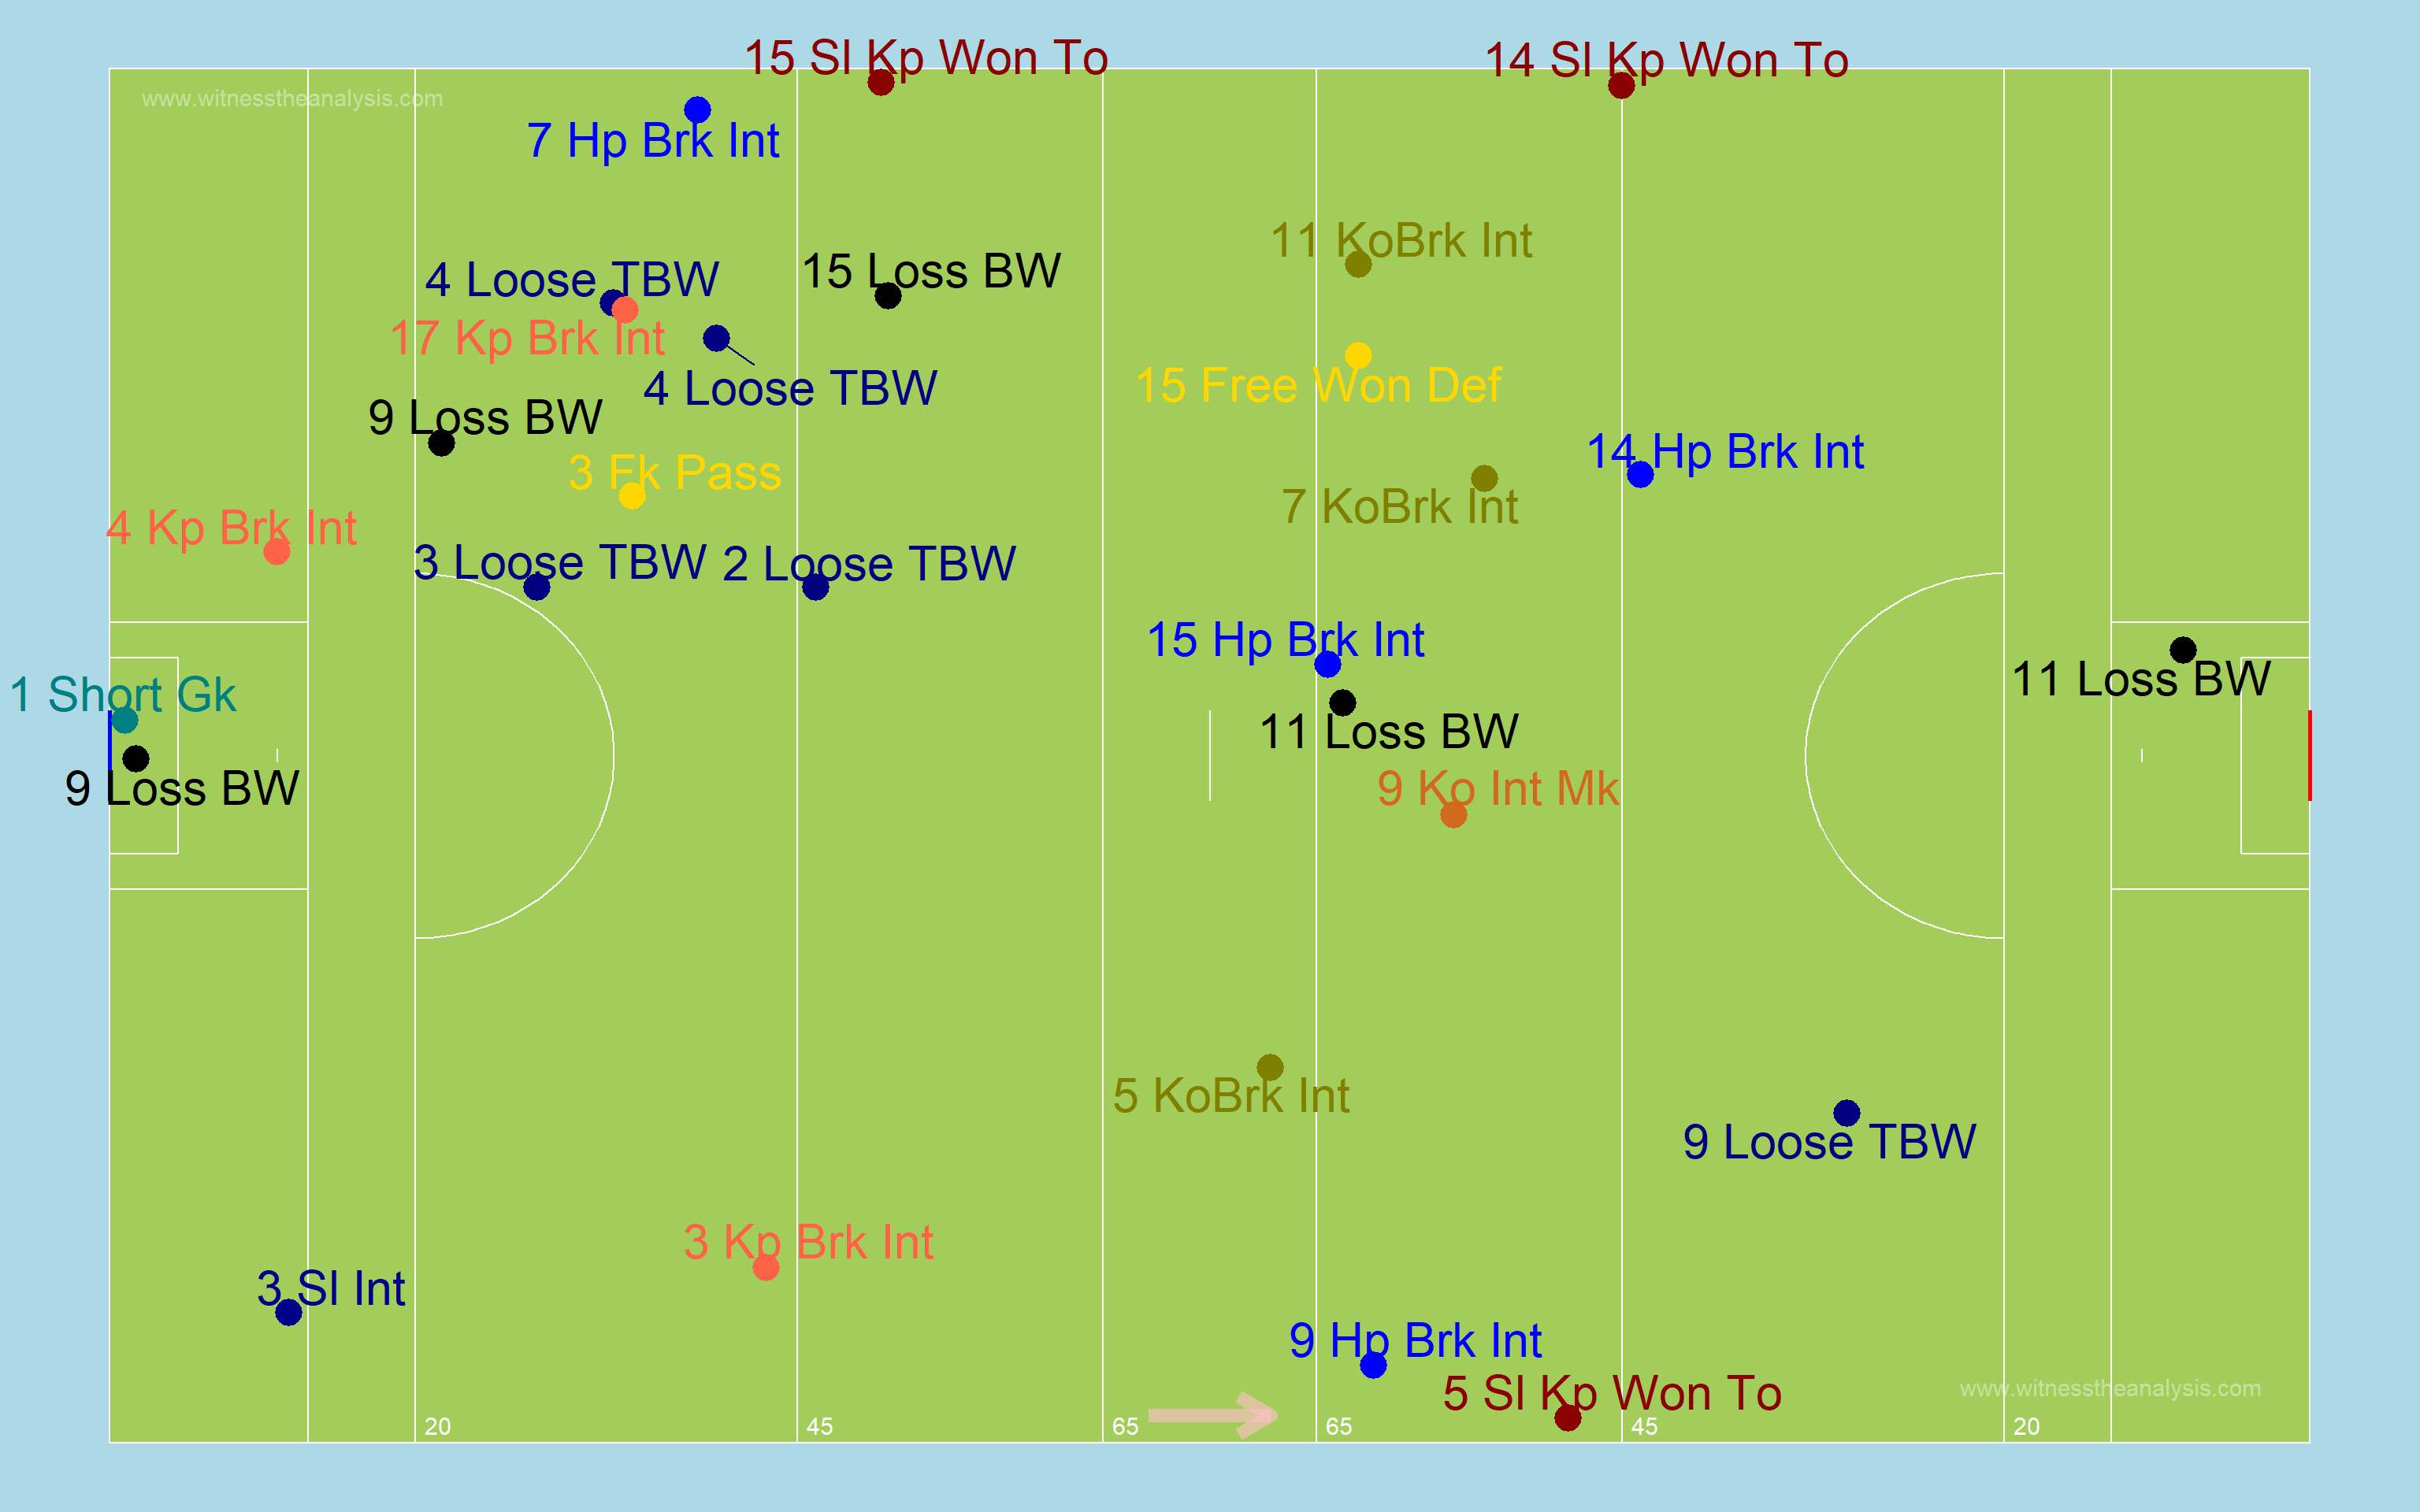 15 Sl Kp Won To
14 Sl Kp Won To
www.witnesstheanalysis.com
7 Hp Brk Int
11 KoBrk Int
4 Loose TBW
15 Loss BW
17 Kp Brk Int
4 Loose TBW
15 Free Won Def
9 Loss BW
14 Hp Brk Int
3 Fk Pass
7 KoBrk Int
4 Kp Brk Int
3 Loose TBW
2 Loose TBW
15 Hp Brk Int
11 Loss BW
1 Short Gk
11 Loss BW
9 Loss BW
9 Ko Int Mk
5 KoBrk Int
9 Loose TBW
3 Kp Brk Int
3 Sl Int
9 Hp Brk Int
5 Sl Kp Won To
www.witnesstheanalysis.com
20
45
65
65
45
20